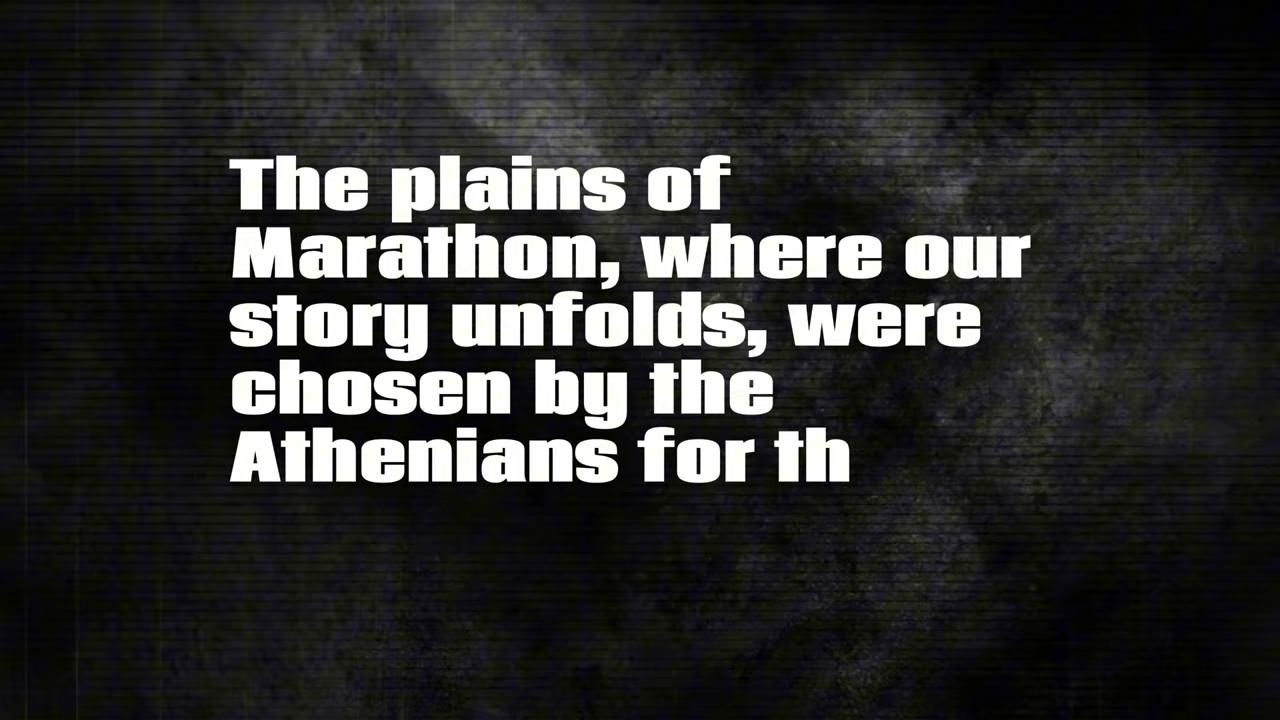 The plains of
Marathon, where our
story unfolds, were
chosen by the
Athenians for th